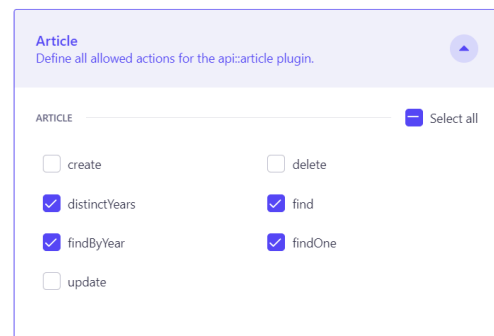 Article
Define all allowed actions for the api::article plugin.
ARTICLE
Select all
create
delete
distinctYears
find
findByYear
findOne
update